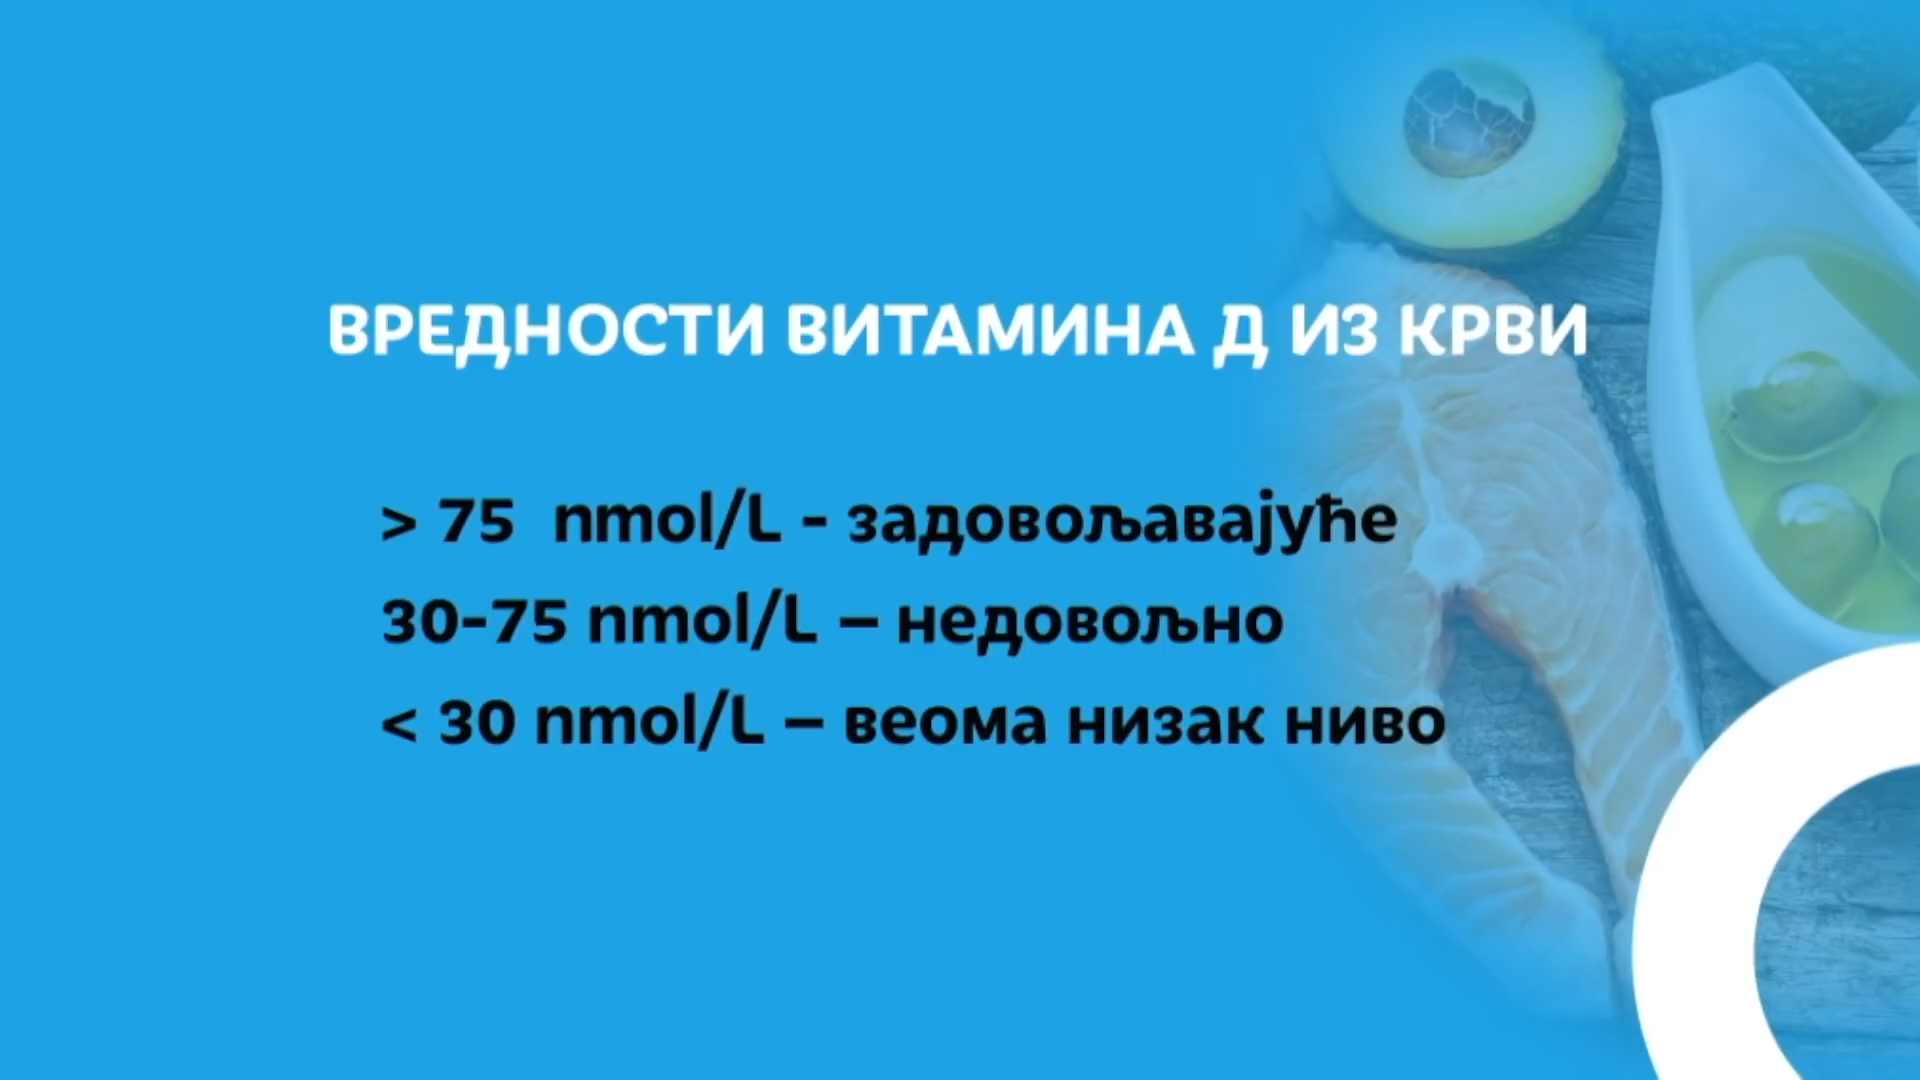 ВРЕДНОСТИ ВИТАМИНА Д ИЗ КРВИ
> 75  nmol/L - задовољавајуће
30-75 nmol/L – недовољно
< 30 nmol/L – веома низак ниво